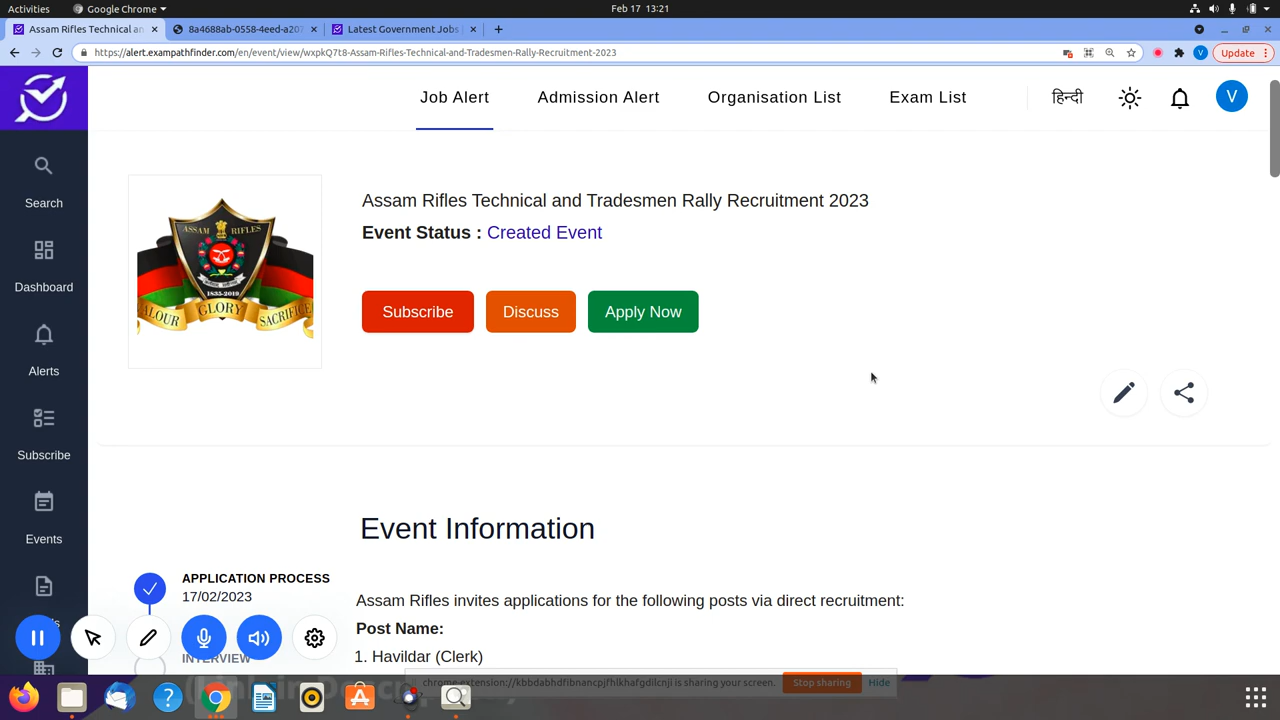 Activities Google Chrome Feb 17 13:21
Assam Rifles Technical an 8a4688ab-0558-4eed-a207 Latest Government Jobs
https://alert.exampathfinder.com/en/event/view/wxpkQ7t8-Assam-Rifles-Technical-and-Tradesmen-Rally-Recruitment-2023 V Update
Job Alert Admission Alert Organisation List Exam List हिन्दी V
Search
Dashboard
Alerts
Subscribe
Events
ASSAM RIFLES
1835-2019
VALOUR GLORY SACRIFICE
Assam Rifles Technical and Tradesmen Rally Recruitment 2023
Event Status : Created Event
Subscribe Discuss Apply Now
Event Information
APPLICATION PROCESS
17/02/2023
INTERVIEW
Assam Rifles invites applications for the following posts via direct recruitment:
Post Name:
1. Havildar (Clerk)
chrome-extension://kbbdabhdfibnancpjfhlkhafgdilcnji is sharing your screen. Stop sharing Hide